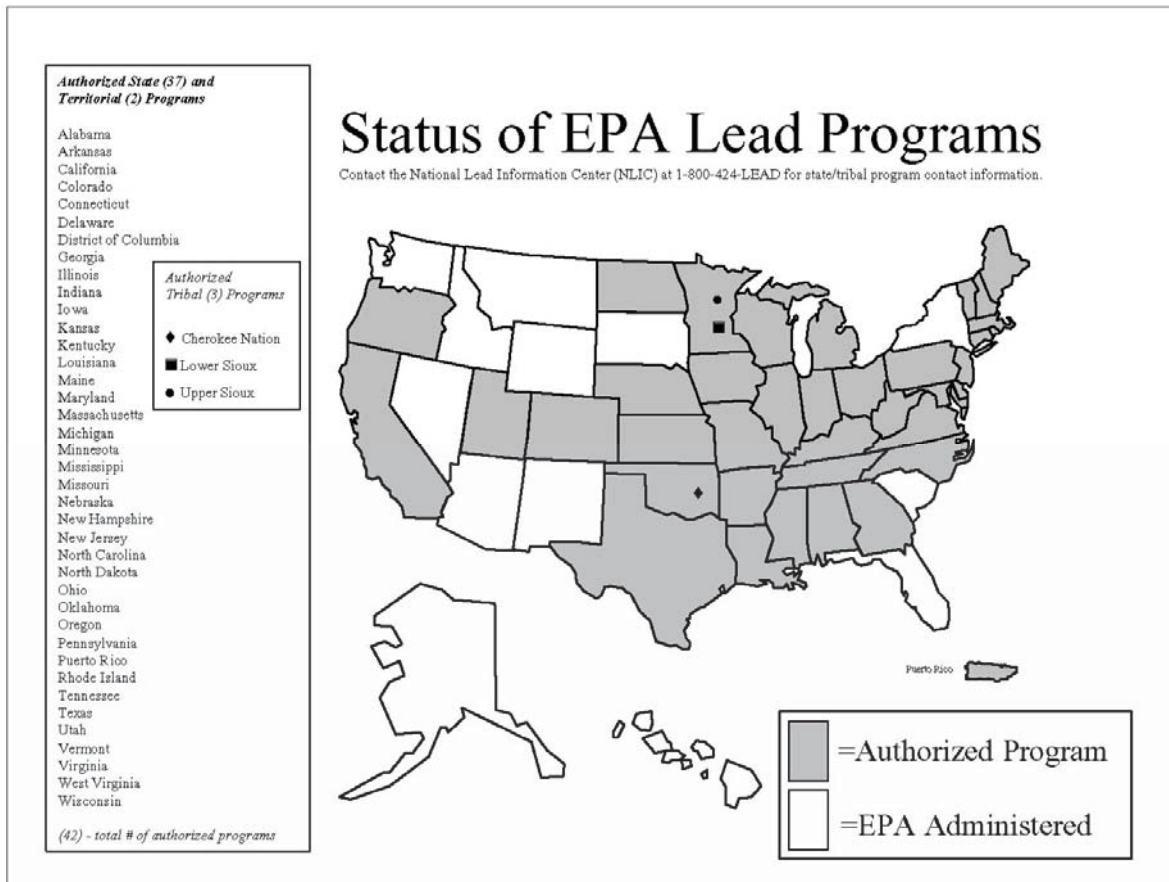 Authorized State (37) and
Territorial (2) Programs
Alabama
Arkansas
California
Colorado
Connecticut
Delaware
District of Columbia
Georgia
Illinois
Indiana
Iowa
Kansas
Kentucky
Louisiana
Maine
Maryland
Massachusetts
Michigan
Minnesota
Mississippi
Missouri
Nebraska
New Hampshire
New Jersey
North Carolina
North Dakota
Ohio
Oklahoma
Oregon
Pennsylvania
Puerto Rico
Rhode Island
Tennessee
Texas
Utah
Vermont
Virginia
West Virginia
Wisconsin
(42) - total # of authorized programs
Authorized
Tribal (3) Programs
Cherokee Nation
Lower Sioux
Upper Sioux
Status of EPA Lead Programs
Contact the National Lead Information Center (NLIC) at 1-800-424-LEAD for state/tribal program contact information.
Puerto Rico
=Authorized Program
=EPA Administered